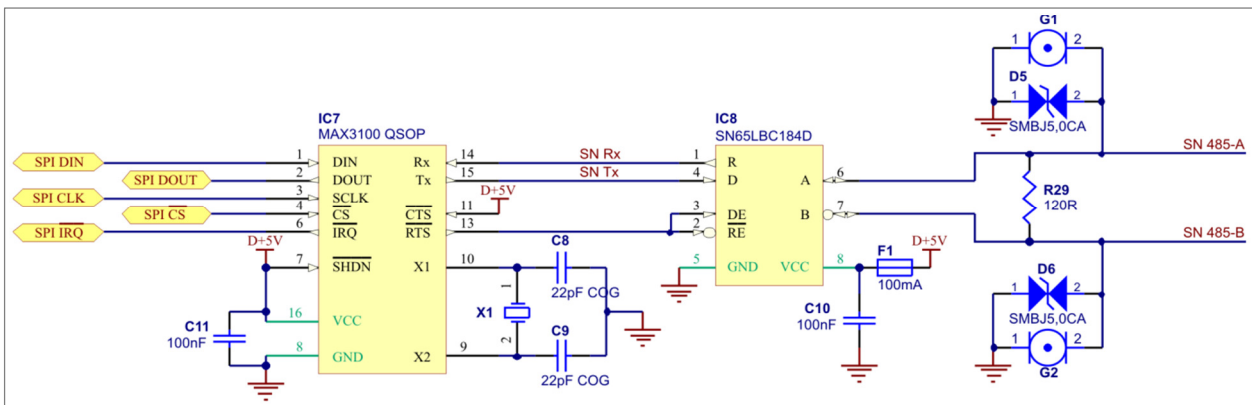 G1
1
2
D5
1
2
SMBJ5,0CA
IC7
MAX3100 QSOP
IC8
SN65LBC184D
SPI DIN
1
DIN
Rx
14
SN Rx
1
R
SN 485-A
SPI DOUT
2
DOUT
Tx
15
SN Tx
4
D
A
6
SPI CLK
3
SCLK
D+5V
SPI CS
4
CS
CTS
11
3
DE
B
7
R29
120R
SPI IRQ
6
IRQ
RTS
13
2
RE
SN 485-B
D+5V
7
SHDN
X1
10
C8
22pF COG
5
GND
VCC
8
F1
100mA
D+5V
D6
1
2
SMBJ5,0CA
1
X1
2
C11
100nF
16
VCC
C9
22pF COG
C10
100nF
8
GND
X2
9
1
2
G2